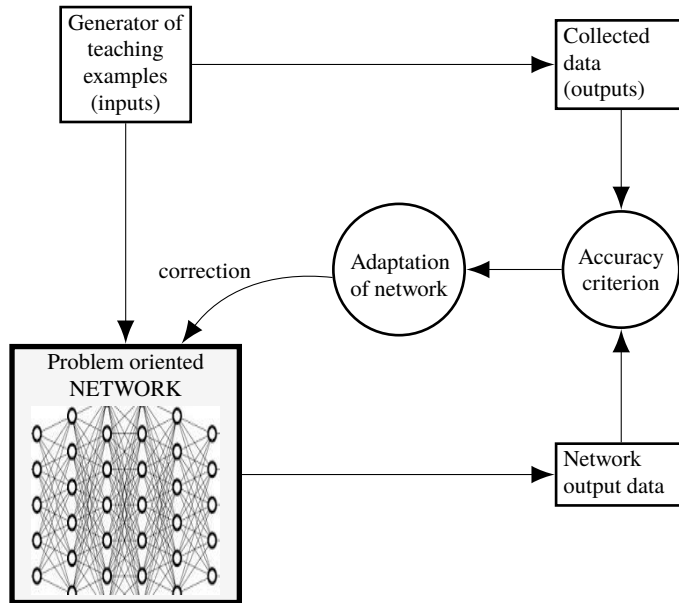 Generator of
teaching
examples
(inputs)
Collected
data
(outputs)
correction
Adaptation
of network
Accuracy
criterion
Problem oriented
NETWORK
Network
output data